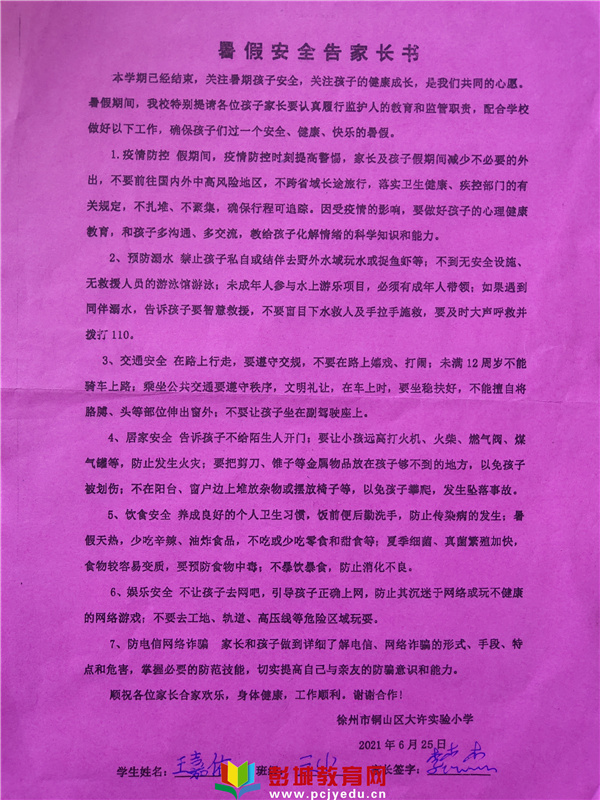 暑假安全告家长书
本学期已经结束，关注暑期孩子安全，关注孩子的健康成长，是我们共同的心愿。
暑假期间，我校特别提请各位孩子家长要认真履行监护人的教育和监管职责，配合学校
做好以下工作，确保孩子们过一个安全、健康、快乐的暑假。
1.疫情防控 假期间，疫情防控时刻提高警惕，家长及孩子假期间减少不必要的外
出，不要前往国内外中高风险地区，不跨省域长途旅行，落实卫生健康、疾控部门的有
关规定，不扎堆、不聚集，确保行程可追踪。因受疫情的影响，要做好孩子的心理健康
教育，和孩子多沟通、多交流，教给孩子化解情绪的科学知识和能力。
2、预防溺水 禁止孩子私自或结伴去野外水域玩水或捉鱼虾等；不到无安全设施、
无救援人员的游泳馆游泳；未成年人参与水上游乐项目，必须有成年人带领；如果遇到
同伴溺水，告诉孩子要智慧救援，不要盲目下水救人及手拉手施救，要及时大声呼救并
拨打 110。
3、交通安全 在路上行走，要遵守交规，不要在路上嬉戏、打闹；未满 12 周岁不能
骑车上路；乘坐公共交通要遵守秩序，文明礼让，在车上时，要坐稳扶好，不能擅自将
胳膊、头等部位伸出窗外；不要让孩子坐在副驾驶座上。
4、居家安全 告诉孩子不给陌生人开门；要让小孩远离打火机、火柴、燃气阀、煤
气罐等，防止发生火灾；要把剪刀、锥子等金属物品放在孩子够不到的地方，以免孩子
被划伤；不在阳台、窗户边上堆放杂物或摆放椅子等，以免孩子攀爬，发生坠落事故。
5、饮食安全 养成良好的个人卫生习惯，饭前便后勤洗手，防止传染病的发生；暑
假天热，少吃辛辣、油炸食品，不吃或少吃零食和甜食等；夏季细菌、真菌繁殖加快，
食物较容易变质，要预防食物中毒；不暴饮暴食，防止消化不良。
6、娱乐安全 不让孩子去网吧，引导孩子正确上网，防止其沉迷于网络或玩不健康
的网络游戏；不要去工地、轨道、高压线等危险区域玩耍。
7、防电信网络诈骗 家长和孩子做到详细了解电信、网络诈骗的形式、手段、特
点和危害，掌握必要的防范技能，切实提高自己与亲友的防骗意识和能力。
顺祝各位家长合家欢乐，身体健康，工作顺利。谢谢合作！
徐州市铜山区大许实验小学
2021 年 6 月 25 日
学生姓名：王嘉 班级 家长签字：
彭城教育网
www.pcjyedu.cn